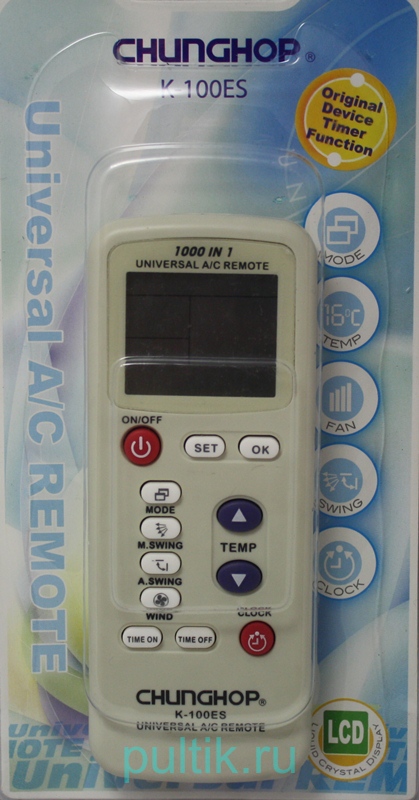 CHUNGHOP®
K-100ES
Original
Device
Timer
Function
Universal A/C REMOTE
MODE
16°C
TEMP
FAN
SWING
CLOCK
1000 IN 1
UNIVERSAL A/C REMOTE
ON/OFF
SET
OK
MODE
M.SWING
TEMP
A.SWING
WIND
CLOCK
TIME ON
TIME OFF
CHUNGHOP®
K-100ES
UNIVERSAL A/C REMOTE
LCD
LIQUID CRYSTAL DISPLAY
pultik.ru